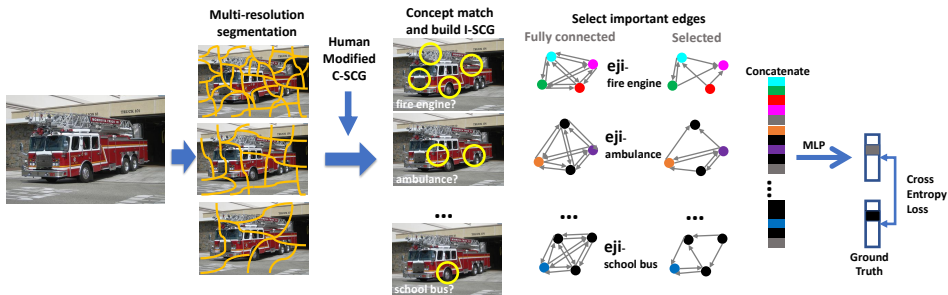 Multi-resolution
segmentation
Human
Modified
C-SCG
Concept match
and build I-SCG
fire engine?
ambulance?
...
school bus?
Select important edges
Fully connected
Selected
eji-
fire engine
eji-
ambulance
...
...
eji-
school bus
Concatenate
MLP
Cross
Entropy
Loss
Ground
Truth